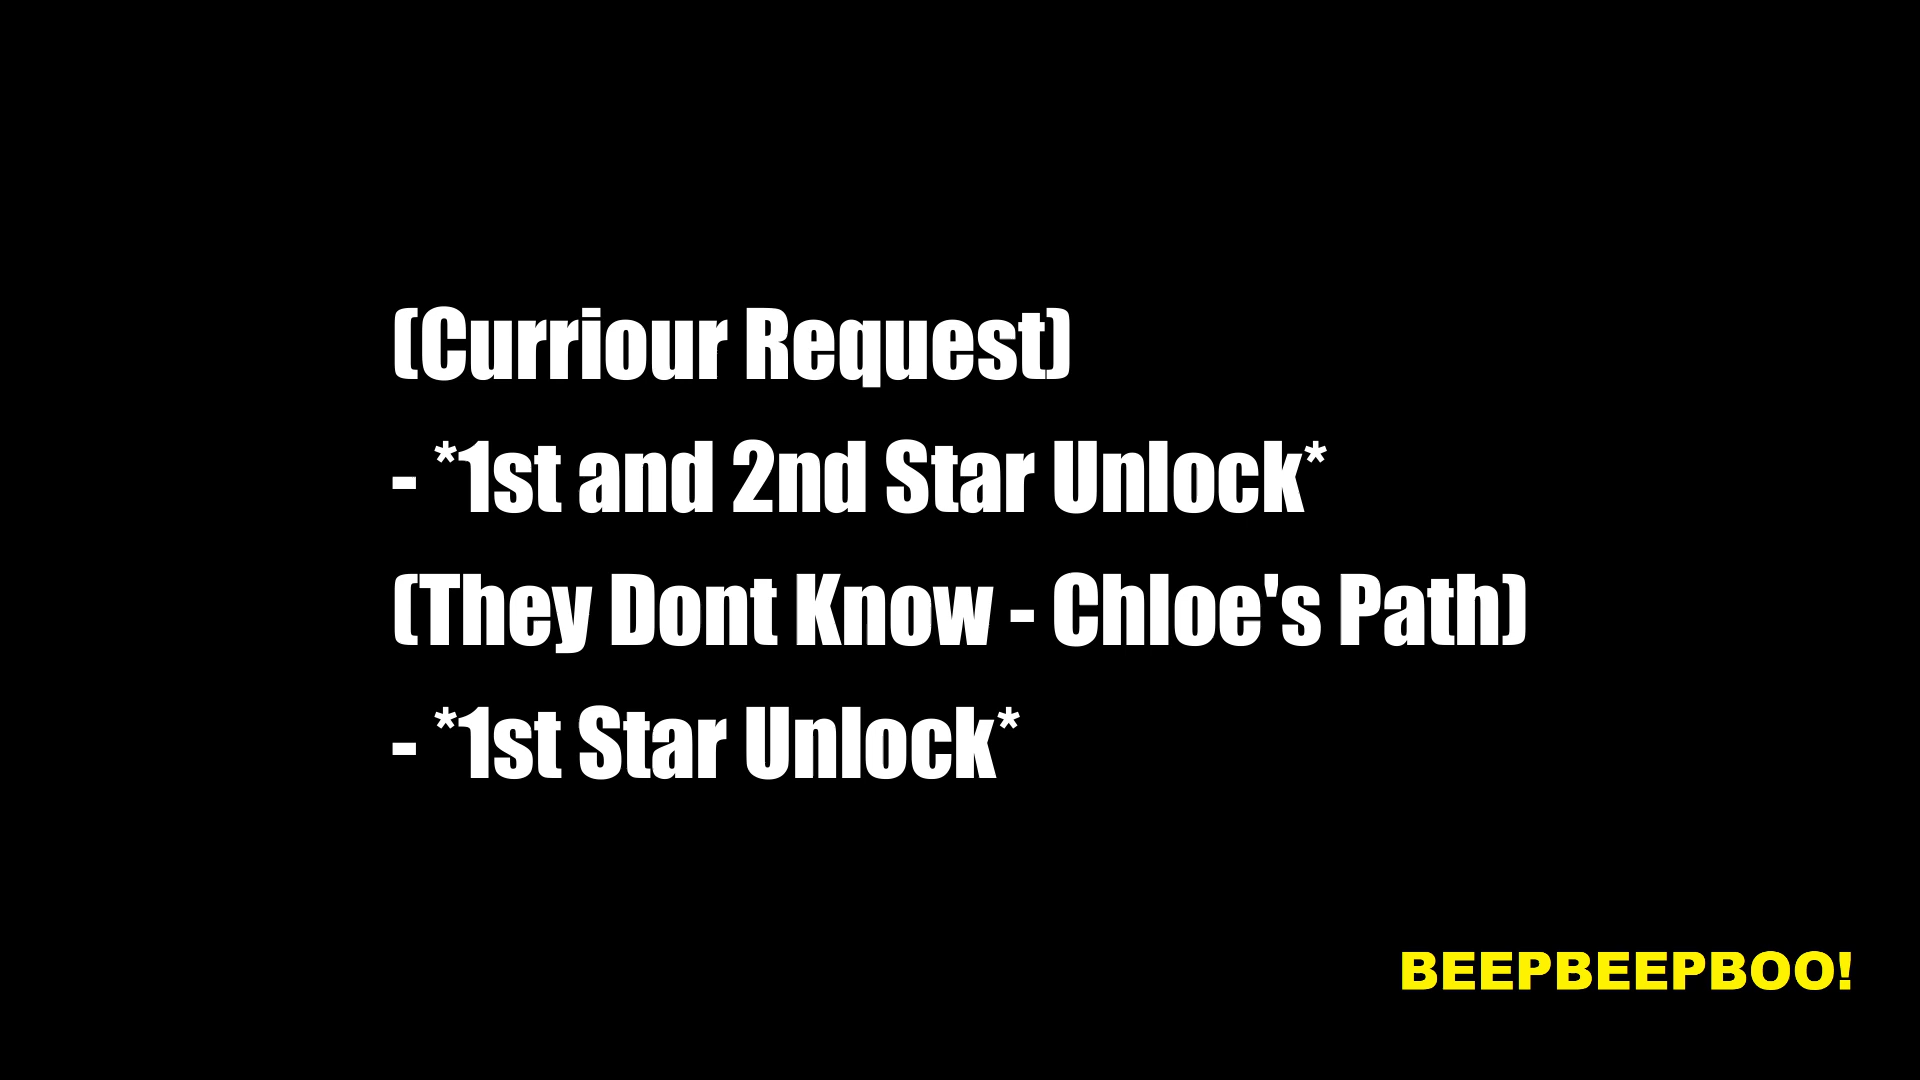 (Curriour Request)
- *1st and 2nd Star Unlock*
(They Dont Know - Chloe's Path)
- *1st Star Unlock*
BEEPBEEPBOO!